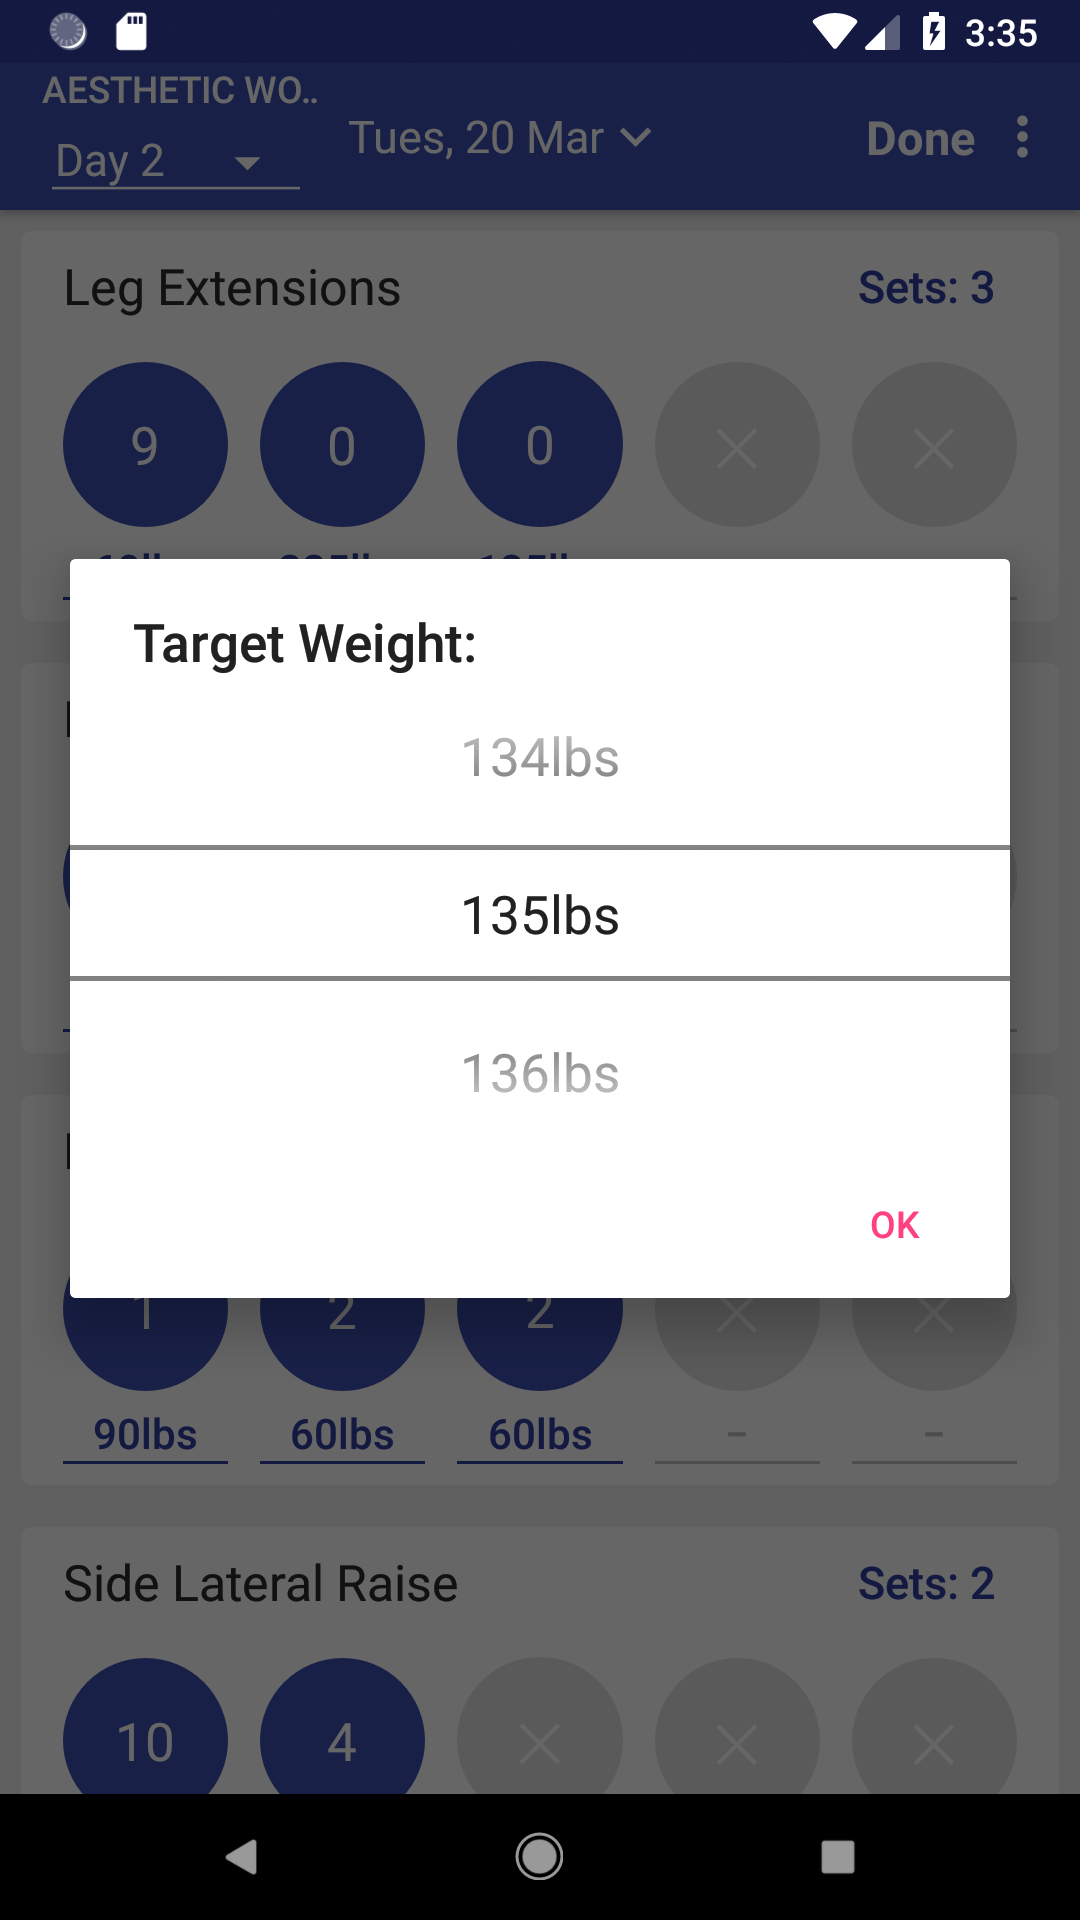 3:35
AESTHETIC WO..
Day 2
Tues, 20 Mar
Done
Leg Extensions
Sets: 3
9 0 0
Target Weight:
134lbs
135lbs
136lbs
OK
1 2 2
90lbs 60lbs 60lbs - -
Side Lateral Raise
Sets: 2
10 4